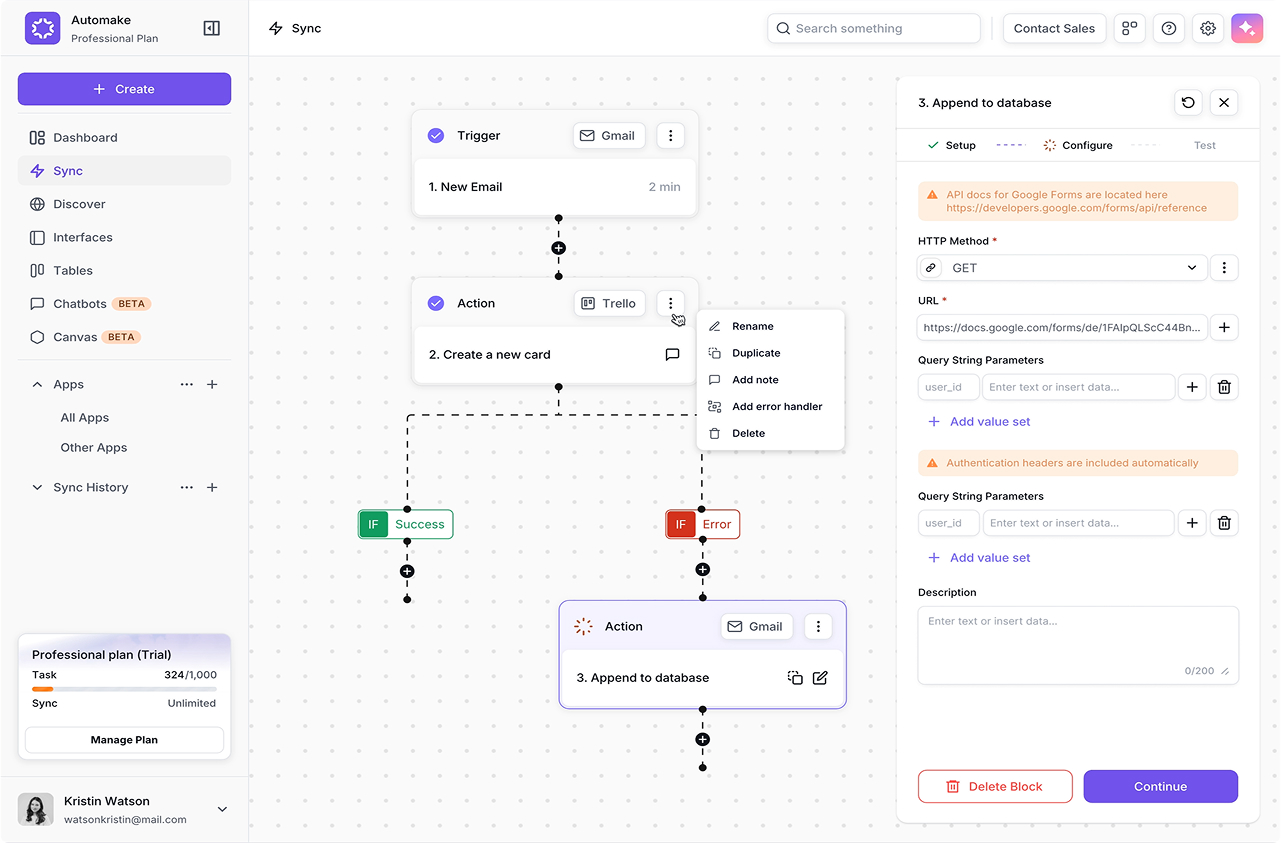 Automake
Professional Plan
Sync
Search something
Contact Sales
Create
Dashboard
Sync
Discover
Interfaces
Tables
Chatbots BETA
Canvas BETA
Apps
All Apps
Other Apps
Sync History
Professional plan (Trial)
Task 324/1,000
Sync Unlimited
Manage Plan
Kristin Watson
watsonkristin@mail.com
Trigger Gmail
1. New Email 2 min
Action Trello
2. Create a new card
Rename
Duplicate
Add note
Add error handler
Delete
IF Success
IF Error
Action Gmail
3. Append to database
3. Append to database
Setup Configure Test
API docs for Google Forms are located here
https://developers.google.com/forms/api/reference
HTTP Method *
GET
URL *
https://docs.google.com/forms/de/1FAIpQLScC44Bn...
Query String Parameters
user_id Enter text or insert data...
Add value set
Authentication headers are included automatically
Query String Parameters
user_id Enter text or insert data...
Add value set
Description
Enter text or insert data...
0/200
Delete Block Continue